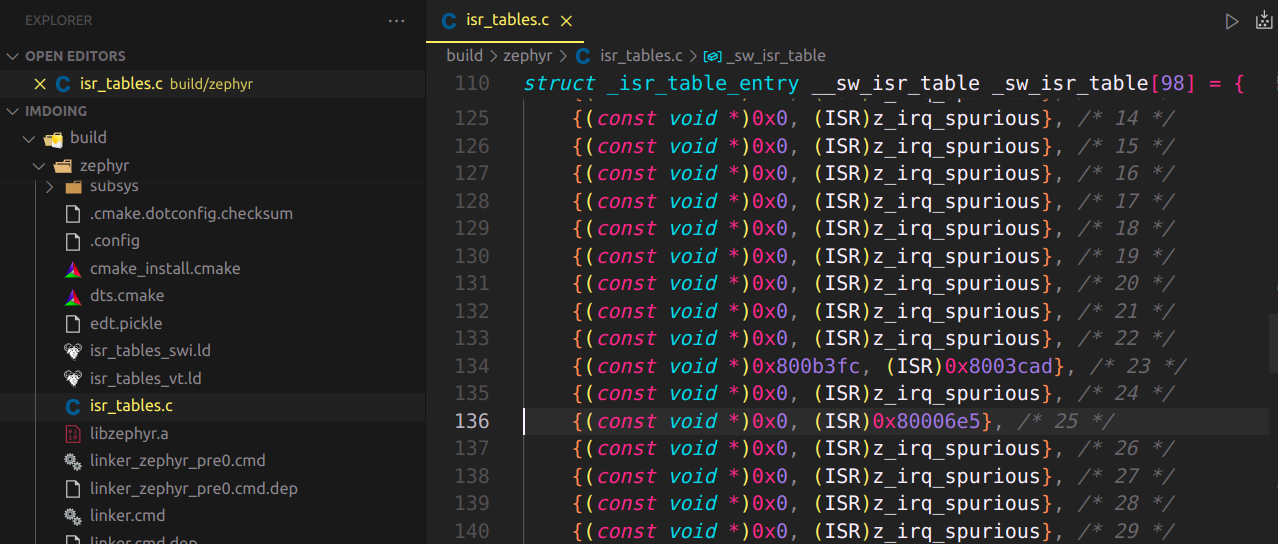 EXPLORER
OPEN EDITORS
isr_tables.c build/zephyr
IMDOING
build
zephyr
subsys
.cmake.dotconfig.checksum
.config
cmake_install.cmake
dts.cmake
edt.pickle
isr_tables_swi.ld
isr_tables_vt.ld
isr_tables.c
libzephyr.a
linker_zephyr_pre0.cmd
linker_zephyr_pre0.cmd.dep
linker.cmd
linker.cmd.dep
isr_tables.c
build > zephyr > C isr_tables.c > _sw_isr_table
110 struct _isr_table_entry __sw_isr_table _sw_isr_table[98] = {
125 {(const void *)0x0, (ISR)z_irq_spurious}, /* 14 */
126 {(const void *)0x0, (ISR)z_irq_spurious}, /* 15 */
127 {(const void *)0x0, (ISR)z_irq_spurious}, /* 16 */
128 {(const void *)0x0, (ISR)z_irq_spurious}, /* 17 */
129 {(const void *)0x0, (ISR)z_irq_spurious}, /* 18 */
130 {(const void *)0x0, (ISR)z_irq_spurious}, /* 19 */
131 {(const void *)0x0, (ISR)z_irq_spurious}, /* 20 */
132 {(const void *)0x0, (ISR)z_irq_spurious}, /* 21 */
133 {(const void *)0x0, (ISR)z_irq_spurious}, /* 22 */
134 {(const void *)0x800b3fc, (ISR)0x8003cad}, /* 23 */
135 {(const void *)0x0, (ISR)z_irq_spurious}, /* 24 */
136 {(const void *)0x0, (ISR)0x80006e5}, /* 25 */
137 {(const void *)0x0, (ISR)z_irq_spurious}, /* 26 */
138 {(const void *)0x0, (ISR)z_irq_spurious}, /* 27 */
139 {(const void *)0x0, (ISR)z_irq_spurious}, /* 28 */
140 {(const void *)0x0, (ISR)z_irq_spurious}, /* 29 */